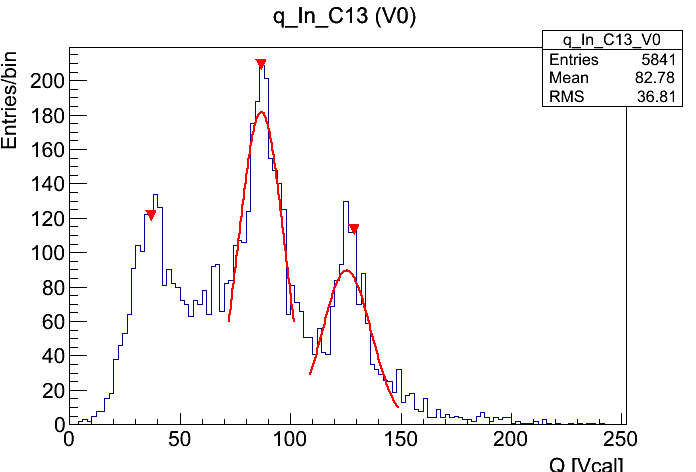 q_In_C13 (V0)
q_In_C13_V0
Entries 5841
Mean 82.78
RMS 36.81
Entries/bin
200
180
160
140
120
100
80
60
40
20
0
0 50 100 150 200 250
Q [Vcal]